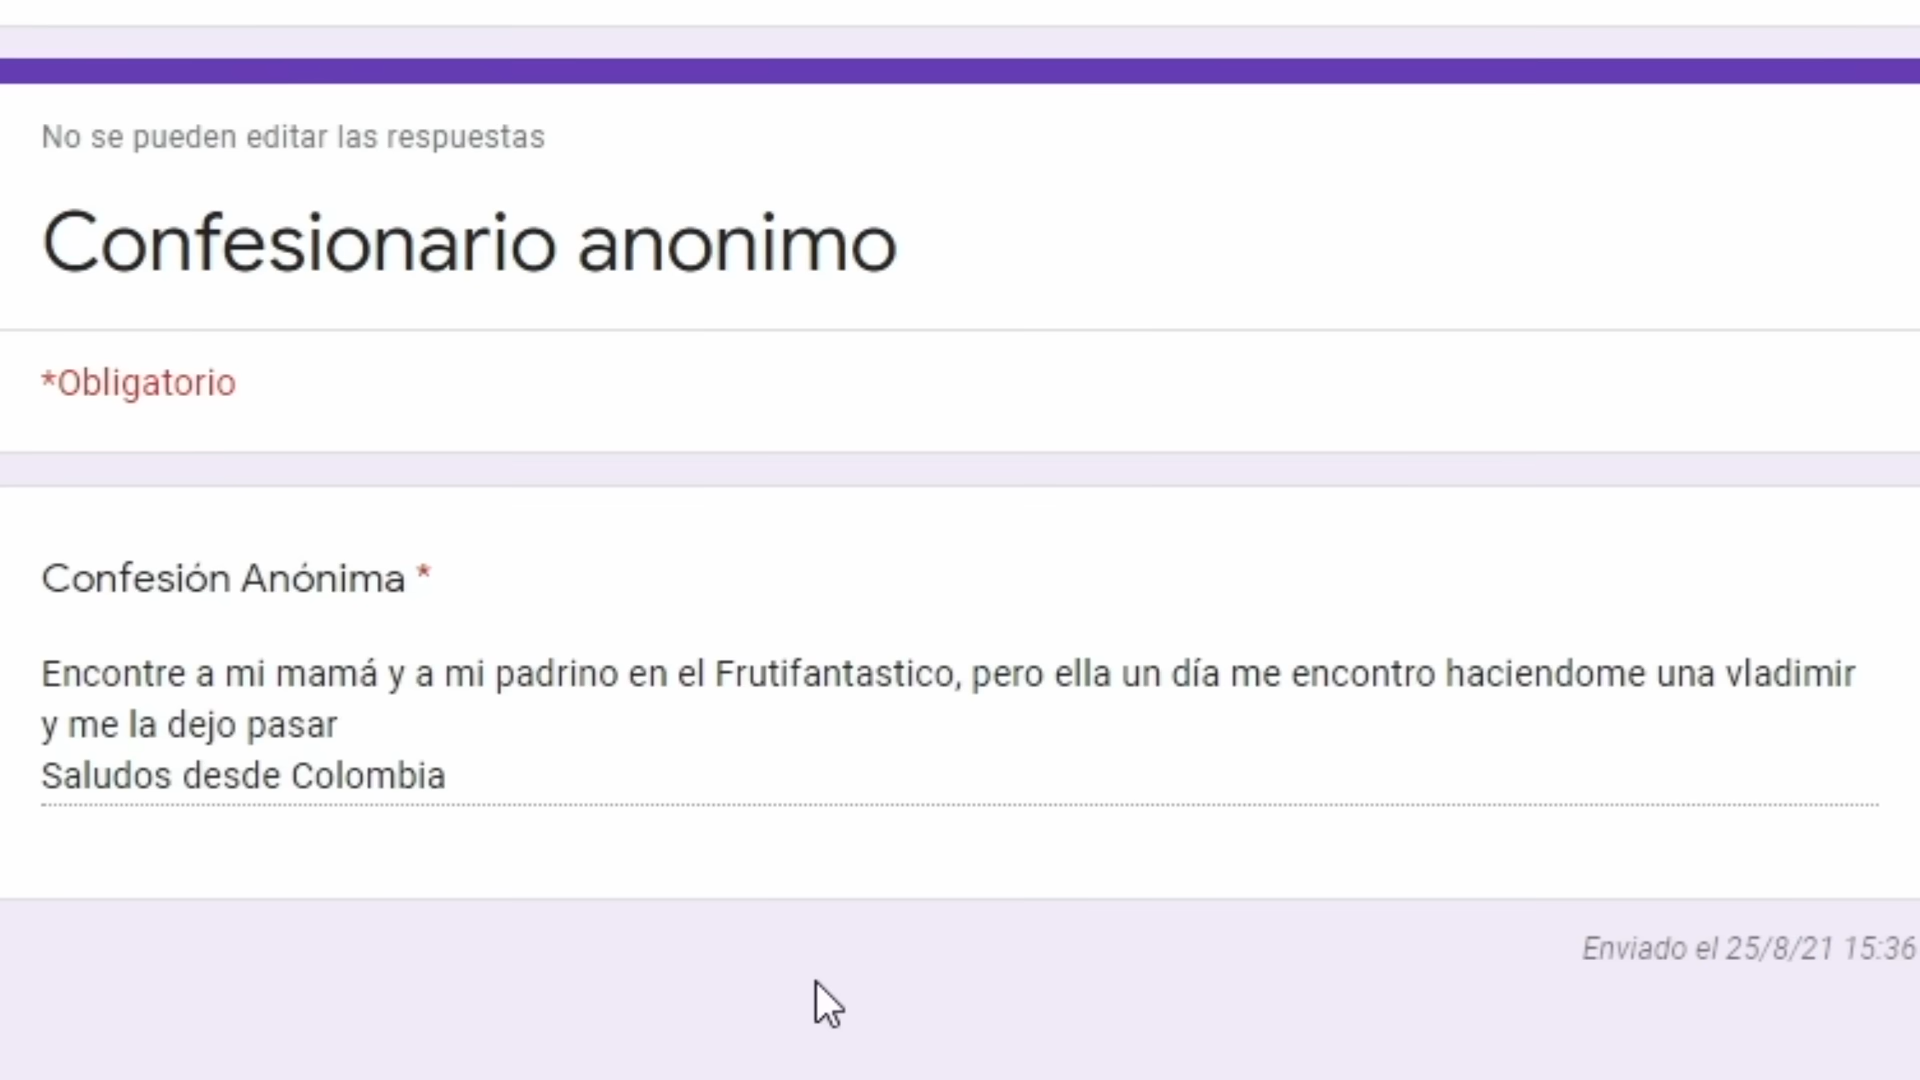 No se pueden editar las respuestas
Confesionario anonimo
*Obligatorio
Confesión Anónima *
Encontre a mi mamá y a mi padrino en el Frutifantastico, pero ella un día me encontro haciendome una vladimir
y me la dejo pasar
Saludos desde Colombia
Enviado el 25/8/21 15:36